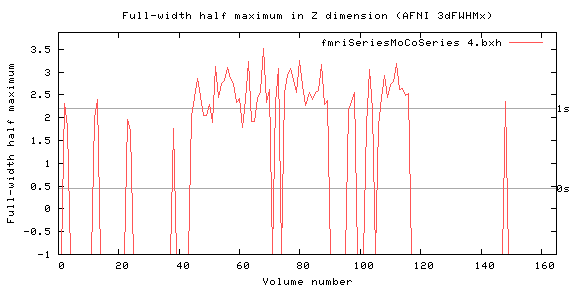 Full-width half maximum in Z dimension (AFNI 3dFWHMx)
fmriSeriesMoCoSeries 4.bxh
Full-width half maximum
3.5
3
2.5
2
1.5
1
0.5
0
-0.5
-1
1s
0s
0 20 40 60 80 100 120 140 160
Volume number